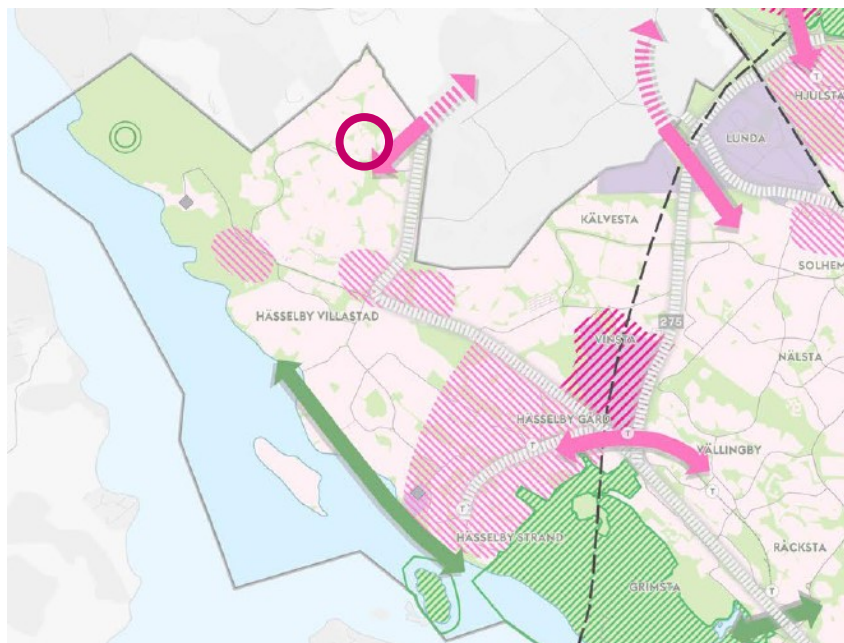 T
HJULSTA
LUNDA
KÄLVESTA
SOLHEM
HÄSSELBY VILLASTAD
275
VINSTA
NÄLSTA
HÄSSELBY GÅRD
T
T
VÄLLINGBY
T
T
HÄSSELBY STRAND
RÅCKSTA
GRIMSTA
T